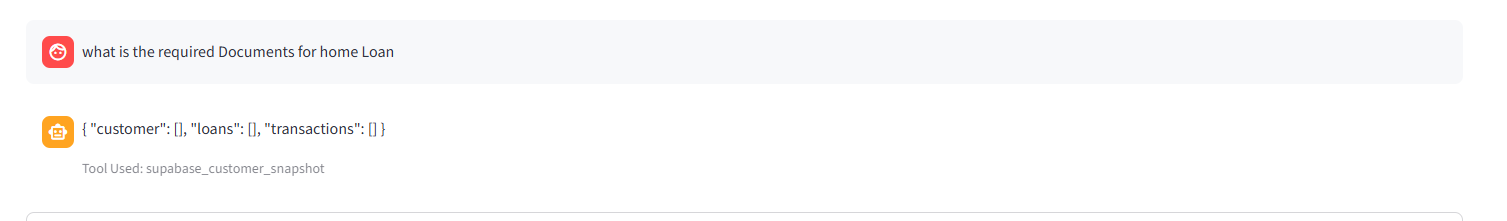 what is the required Documents for home Loan
{ "customer": [], "loans": [], "transactions": [] }
Tool Used: supabase_customer_snapshot